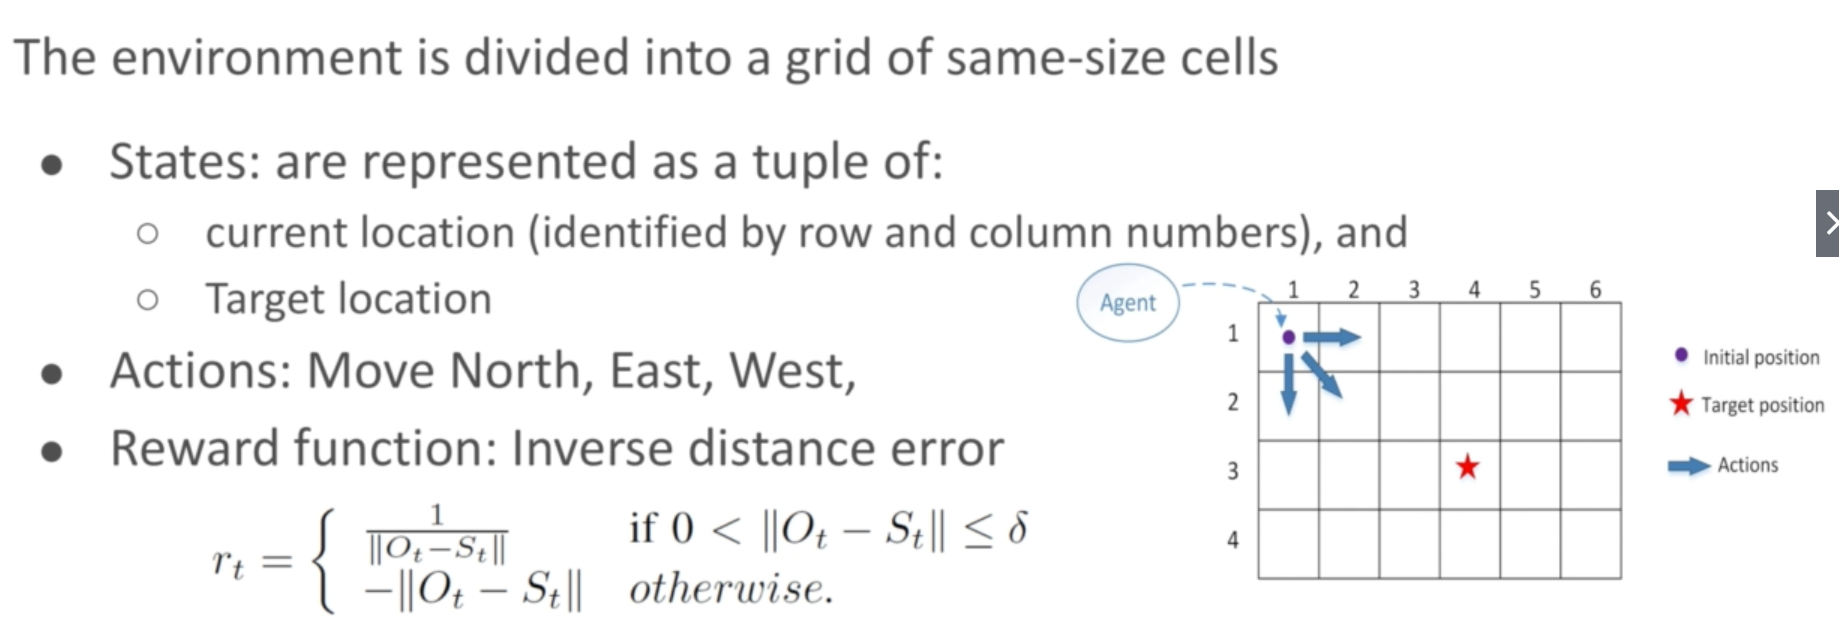 The environment is divided into a grid of same-size cells
● States: are represented as a tuple of:
○ current location (identified by row and column numbers), and
○ Target location
● Actions: Move North, East, West,
● Reward function: Inverse distance error
r_t = { 1 / ‖O_t − S_t‖ if 0 < ‖O_t − S_t‖ ≤ δ
−‖O_t − S_t‖ otherwise.
Agent
1 2 3 4 5 6
1
2
3
4
Initial position
Target position
Actions